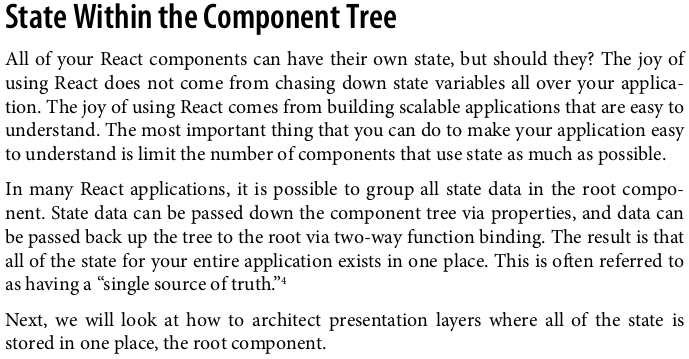 State Within the Component Tree
All of your React components can have their own state, but should they? The joy of
using React does not come from chasing down state variables all over your applica-
tion. The joy of using React comes from building scalable applications that are easy to
understand. The most important thing that you can do to make your application easy
to understand is limit the number of components that use state as much as possible.
In many React applications, it is possible to group all state data in the root compo-
nent. State data can be passed down the component tree via properties, and data can
be passed back up the tree to the root via two-way function binding. The result is that
all of the state for your entire application exists in one place. This is often referred to
as having a “single source of truth.”⁴
Next, we will look at how to architect presentation layers where all of the state is
stored in one place, the root component.